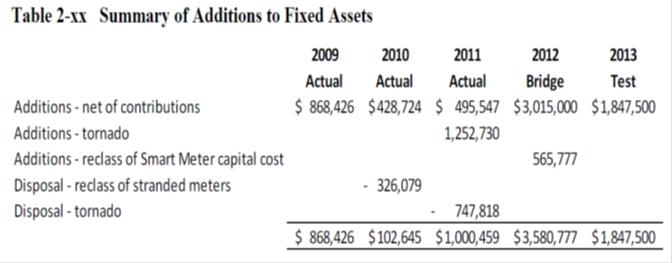 Table 2-xx Summary of Additions to Fixed Assets
2009 2010 2011 2012 2013
Actual Actual Actual Bridge Test
Additions - net of contributions $ 868,426 $428,724 $ 495,547 $3,015,000 $1,847,500
Additions - tornado 1,252,730
Additions - reclass of Smart Meter capital cost 565,777
Disposal - reclass of stranded meters - 326,079
Disposal - tornado - 747,818
$ 868,426 $102,645 $1,000,459 $3,580,777 $1,847,500